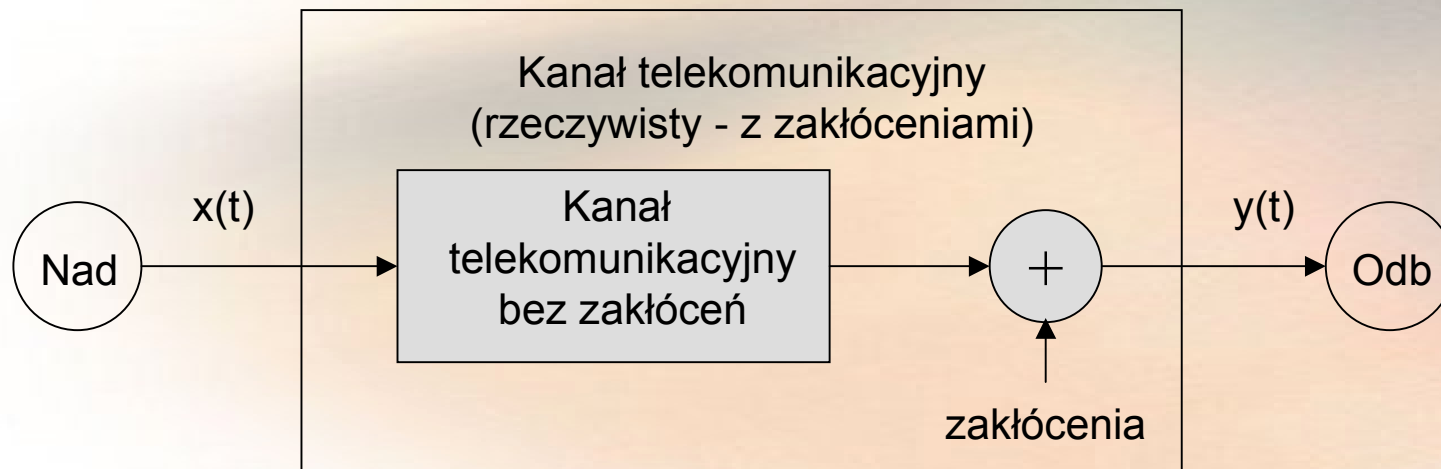 Kanał telekomunikacyjny
(rzeczywisty - z zakłóceniami)
Nad
x(t)
Kanał
telekomunikacyjny
bez zakłóceń
+
zakłócenia
y(t)
Odb